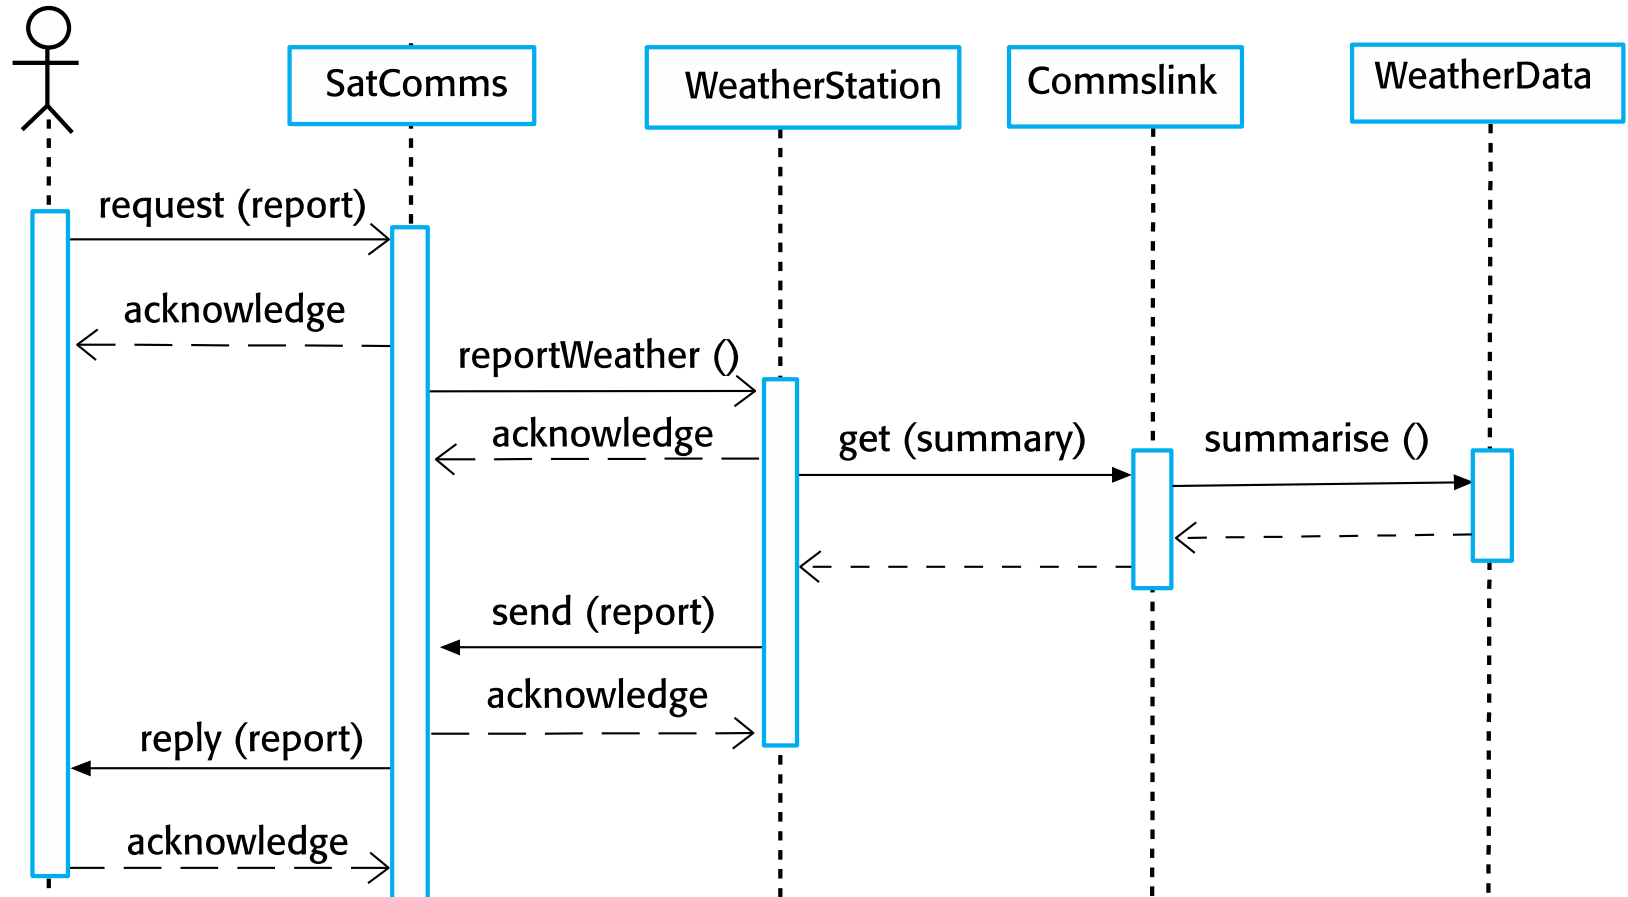 SatComms
WeatherStation
Commslink
WeatherData
request (report)
acknowledge
reportWeather ()
acknowledge
get (summary)
summarise ()
send (report)
acknowledge
reply (report)
acknowledge